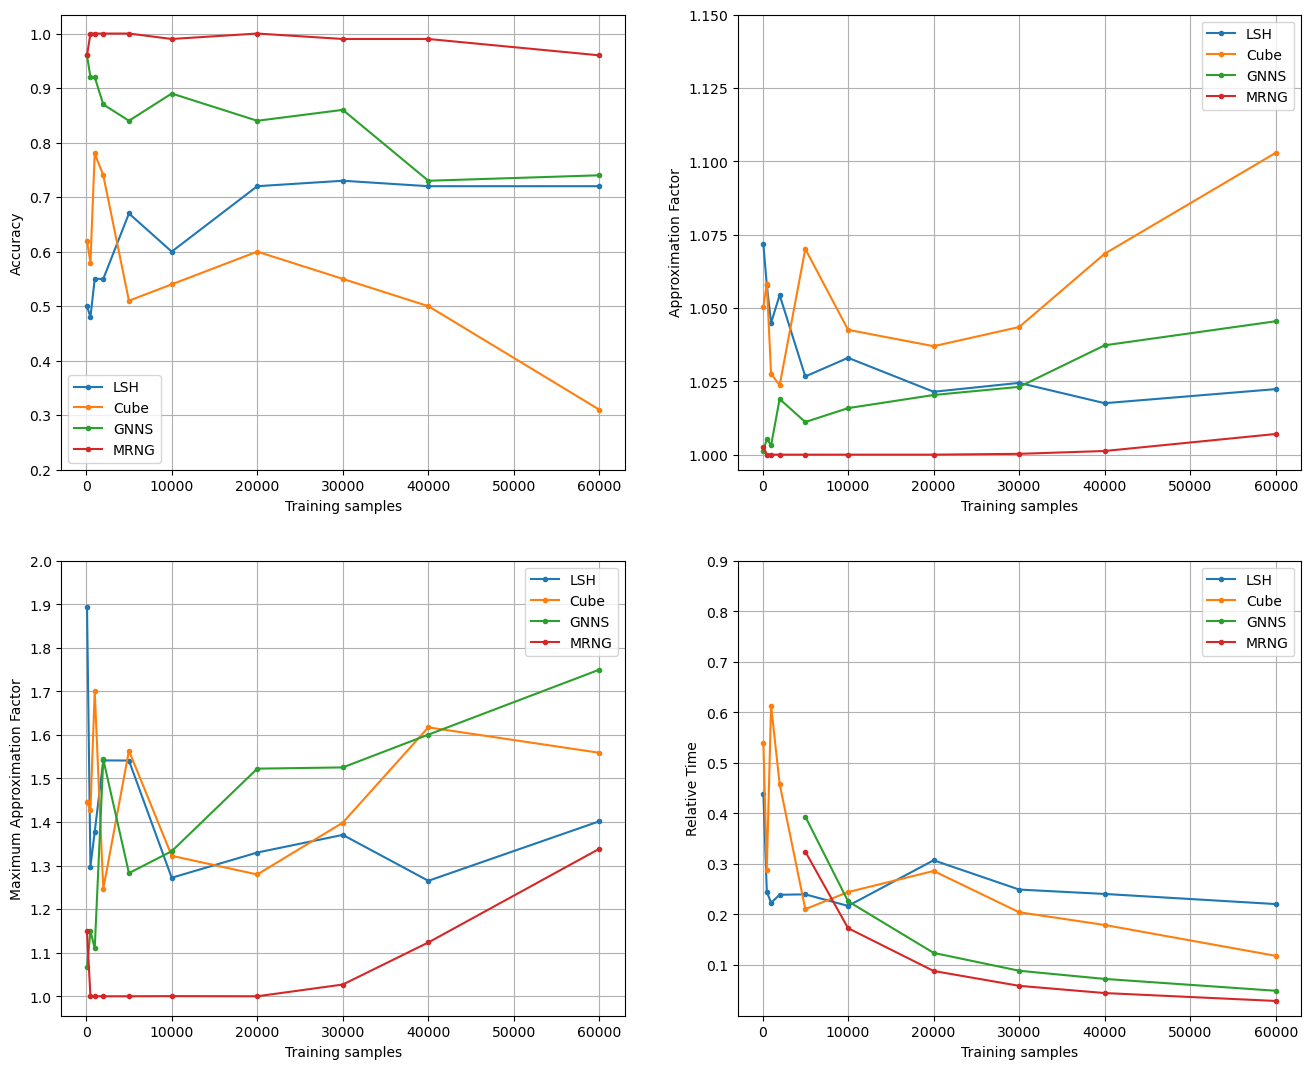 Accuracy
1.0
0.9
0.8
0.7
0.6
0.5
0.4
0.3
0.2
LSH
Cube
GNNS
MRNG
0 10000 20000 30000 40000 50000 60000
Training samples
Approximation Factor
1.150
1.125
1.100
1.075
1.050
1.025
1.000
LSH
Cube
GNNS
MRNG
0 10000 20000 30000 40000 50000 60000
Training samples
Maximum Approximation Factor
2.0
1.9
1.8
1.7
1.6
1.5
1.4
1.3
1.2
1.1
1.0
LSH
Cube
GNNS
MRNG
0 10000 20000 30000 40000 50000 60000
Training samples
Relative Time
0.9
0.8
0.7
0.6
0.5
0.4
0.3
0.2
0.1
LSH
Cube
GNNS
MRNG
0 10000 20000 30000 40000 50000 60000
Training samples